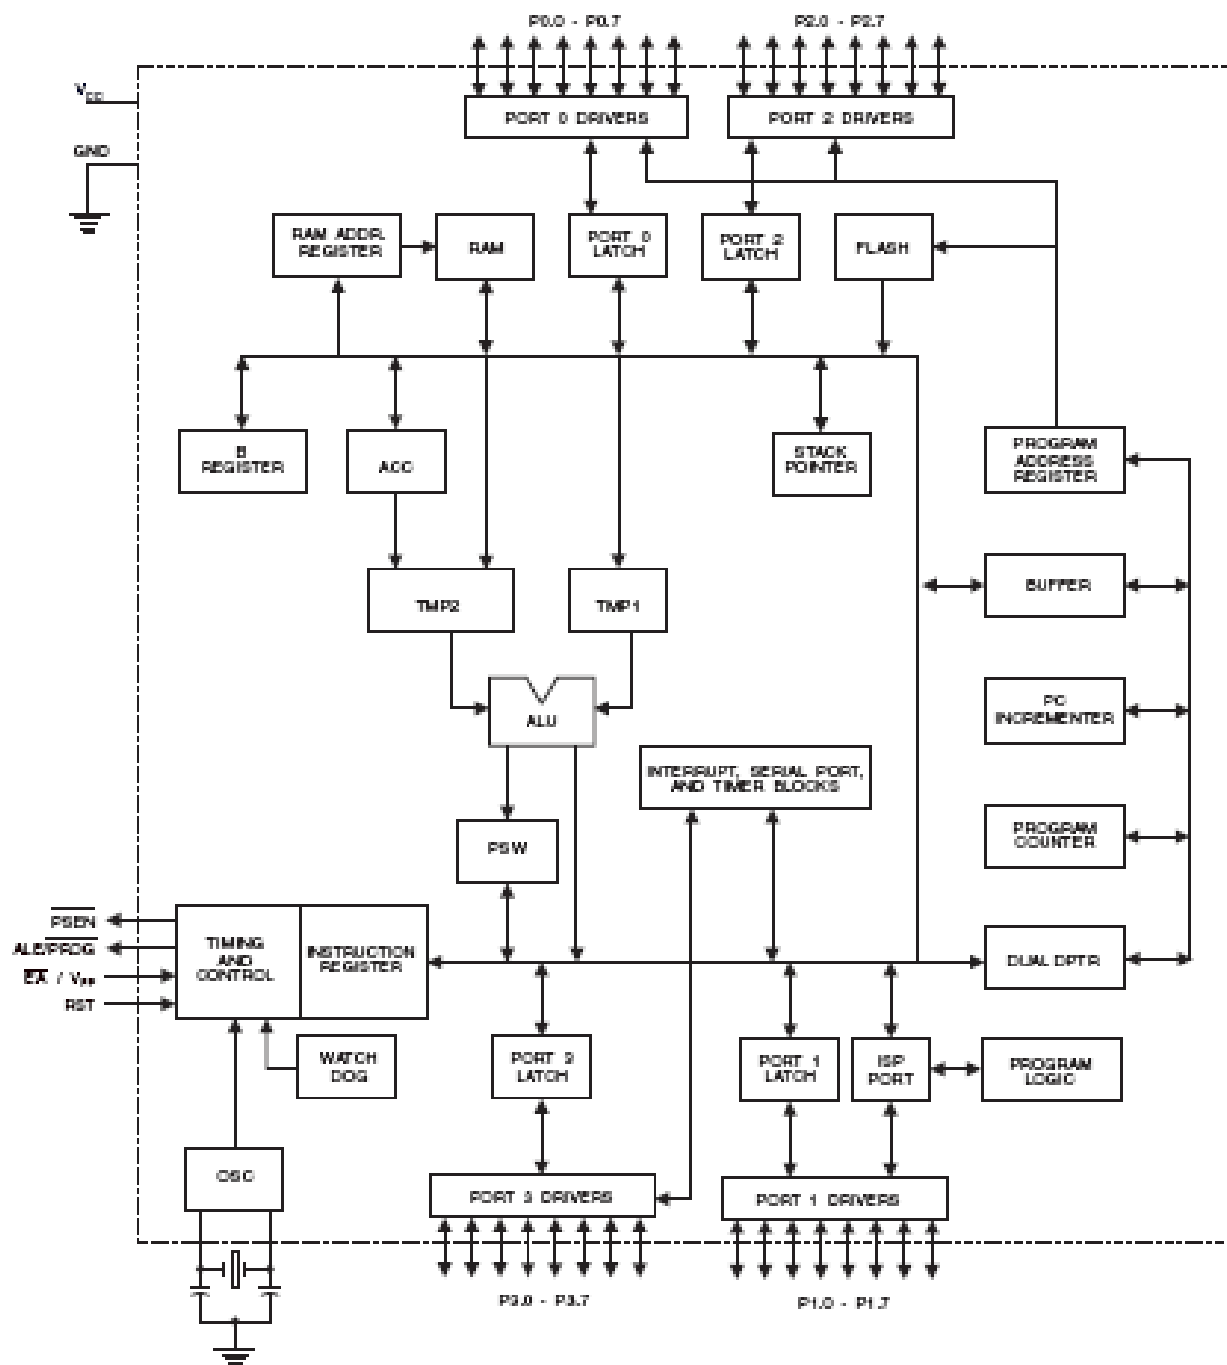 P0.0 - P0.7
P2.0 - P2.7
VCC
PORT 0 DRIVERS
PORT 2 DRIVERS
GND
RAM ADDR.
REGISTER
RAM
PORT 0
LATCH
PORT 2
LATCH
FLASH
B
REGISTER
ACC
STACK
POINTER
PROGRAM
ADDRESS
REGISTER
BUFFER
TMP2
TMP1
PC
INCREMENTER
ALU
INTERRUPT, SERIAL PORT,
AND TIMER BLOCKS
PROGRAM
COUNTER
PSW
PSEN
ALE/PROG
EA / VPP
RST
TIMING
AND
CONTROL
INSTRUCTION
REGISTER
DUAL DPTR
WATCH
DOG
PORT 3
LATCH
PORT 1
LATCH
ISP
PORT
PROGRAM
LOGIC
OSC
PORT 3 DRIVERS
PORT 1 DRIVERS
P3.0 - P3.7
P1.0 - P1.7